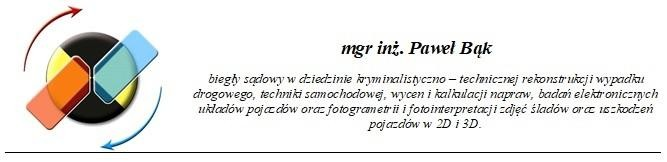 mgr inż. Paweł Bąk
biegły sądowy w dziedzinie kryminalistyczno – technicznej rekonstrukcji wypadku
drogowego, techniki samochodowej, wycen i kalkulacji napraw, badań elektronicznych
układów pojazdów oraz fotogrametrii i fotointerpretacji zdjęć śladów oraz uszkodzeń
pojazdów w 2D i 3D.